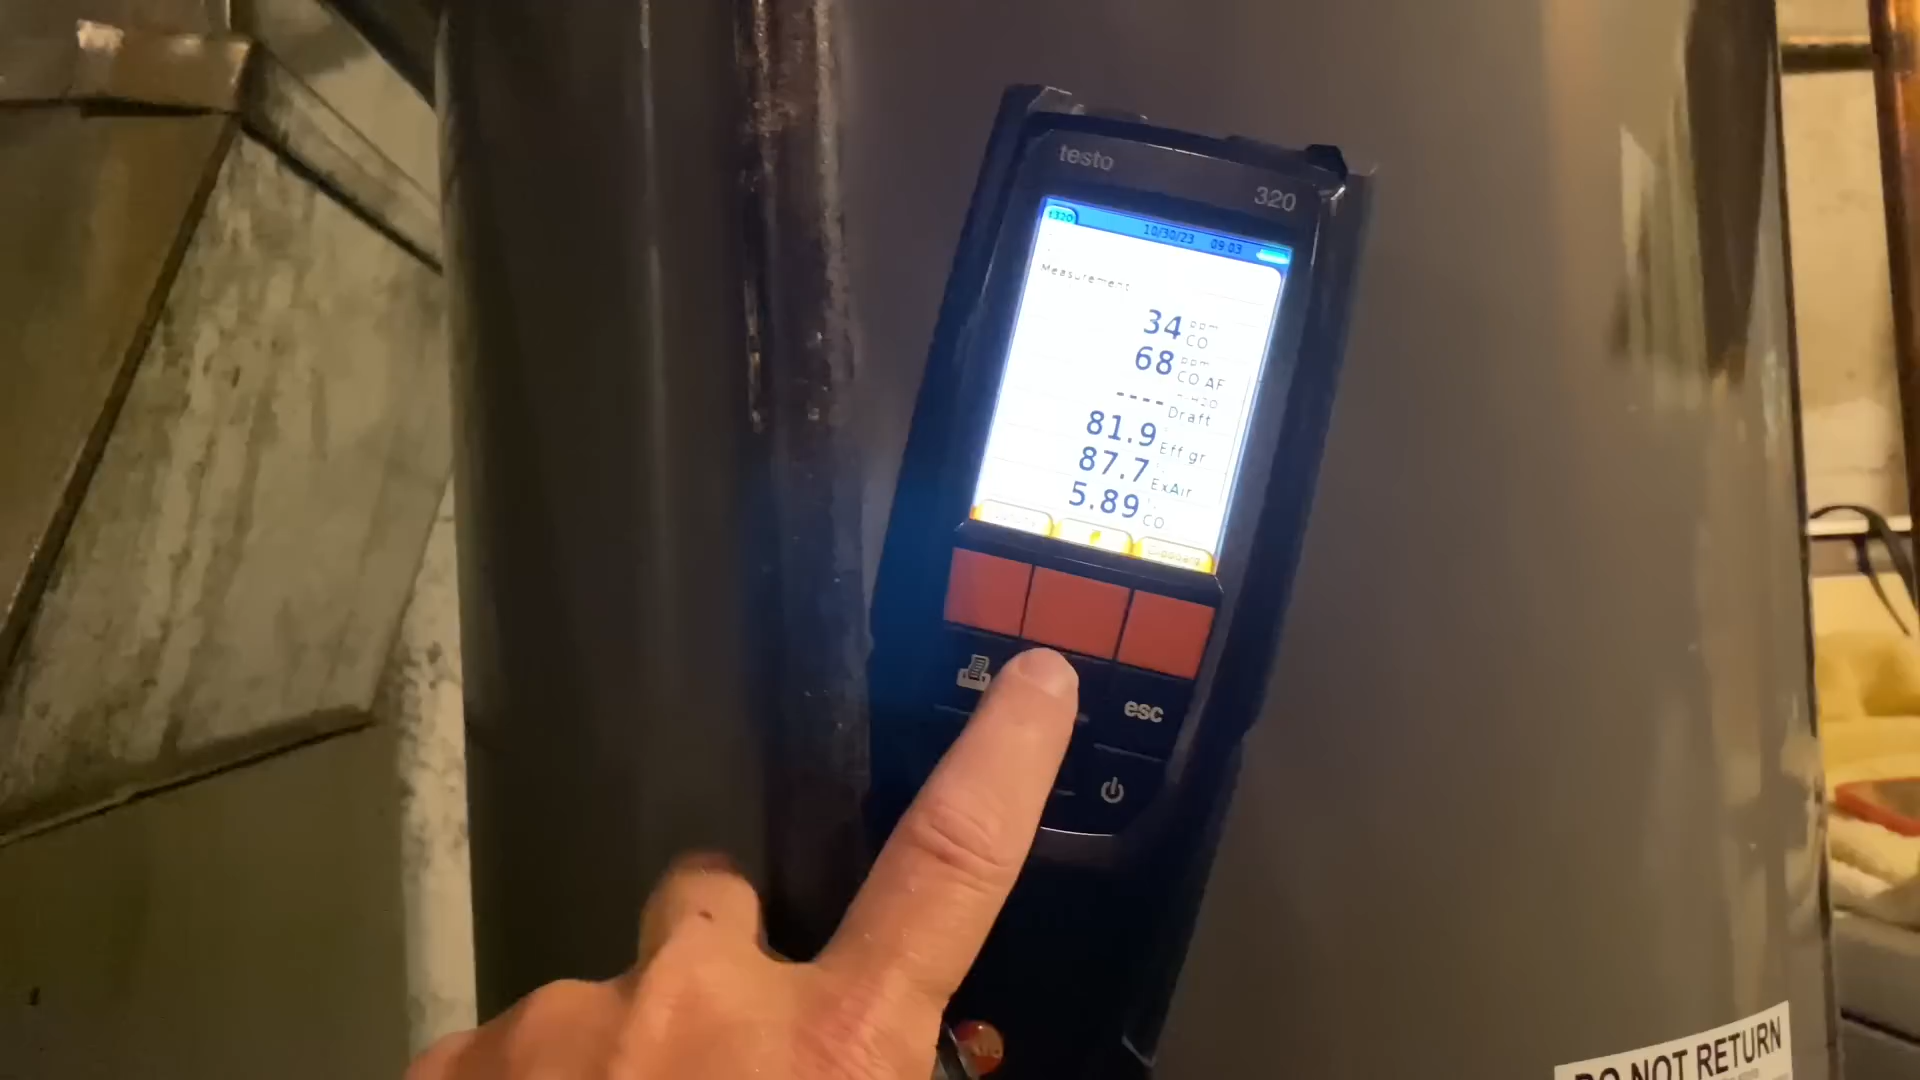 testo
320
t320
10/30/23 09:03
Measurement
34 ppm CO
68 ppm CO AF
---- Draft
81.9 Eff gr
87.7 ExAir
5.89 CO
esc
DO NOT RETURN